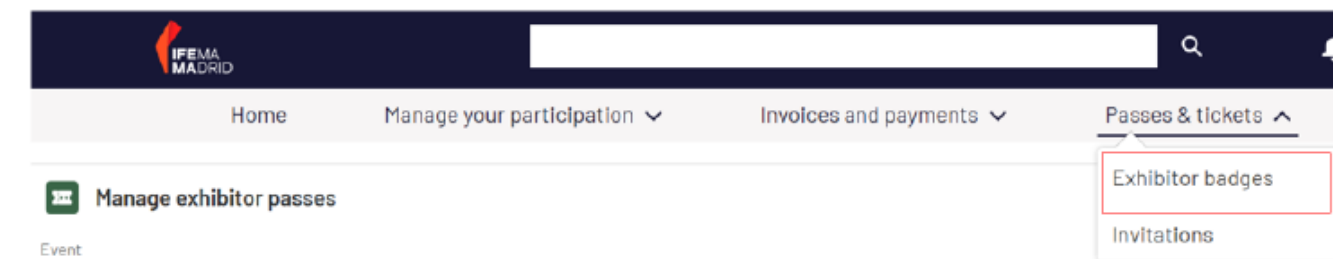 IFEMA
MADRID
Home Manage your participation Invoices and payments Passes & tickets
Exhibitor badges
Manage exhibitor passes
Invitations
Event